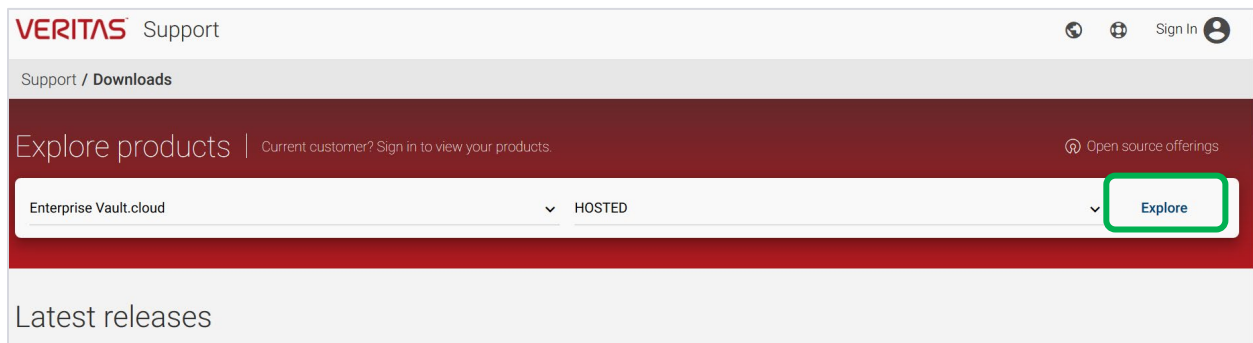 VERITAS Support
Sign In
Support / Downloads
Explore products | Current customer? Sign in to view your products.
Open source offerings
Enterprise Vault.cloud
HOSTED
Explore
Latest releases